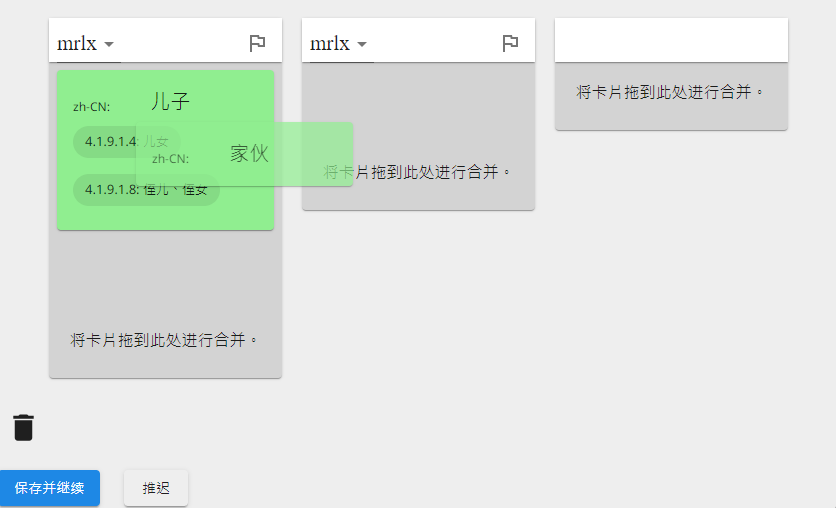 mrlx
mrlx
zh-CN:
儿子
4.1.9.1.4: 儿女
zh-CN:
家伙
4.1.9.1.8: 侄儿、侄女
将卡片拖到此处进行合并。
将卡片拖到此处进行合并。
将卡片拖到此处进行合并。
保存并继续
推迟